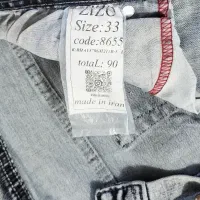 ZIZO
Size:33
code:8655
total.: 90
made in iran